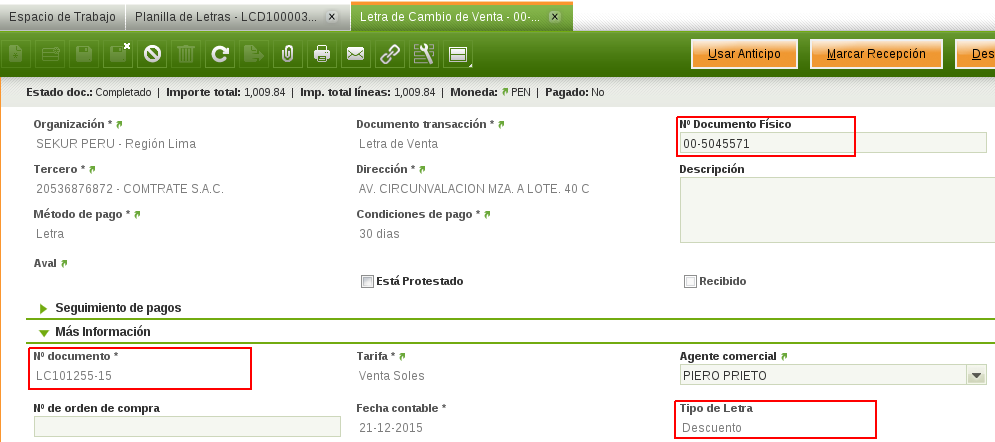 Espacio de Trabajo
Planilla de Letras - LCD100003...
Letra de Cambio de Venta - 00-...
Usar Anticipo
Marcar Recepción
Des
Estado doc.: Completado | Importe total: 1,009.84 | Imp. total líneas: 1,009.84 | Moneda: PEN | Pagado: No
Organización *
SEKUR PERU - Región Lima
Documento transacción *
Letra de Venta
Nº Documento Físico
00-5045571
Tercero *
20536876872 - COMTRATE S.A.C.
Dirección *
AV. CIRCUNVALACION MZA. A LOTE. 40 C
Descripción
Método de pago *
Letra
Condiciones de pago *
30 dias
Aval
Está Protestado
Recibido
Seguimiento de pagos
Más Información
Nº documento *
LC101255-15
Tarifa *
Venta Soles
Agente comercial
PIERO PRIETO
Nº de orden de compra
Fecha contable *
21-12-2015
Tipo de Letra
Descuento